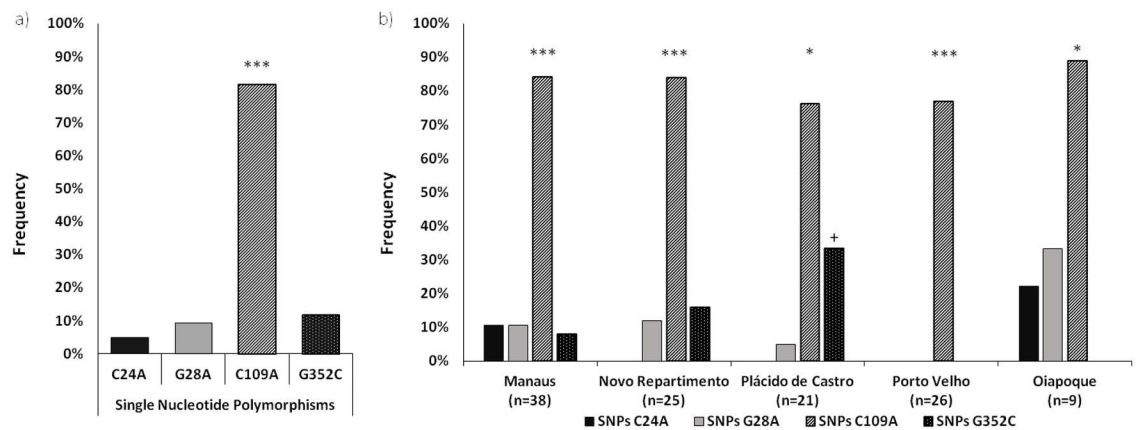 a)
100%
90%
80%
70%
60%
50%
40%
30%
20%
10%
0%
Frequency
***
C24A G28A C109A G352C
Single Nucleotide Polymorphisms
b)
100%
90%
80%
70%
60%
50%
40%
30%
20%
10%
0%
Frequency
*** *** * *** *
+
Manaus Novo Repartimento Plácido de Castro Porto Velho Oiapoque
(n=38) (n=25) (n=21) (n=26) (n=9)
SNPs C24A SNPs G28A SNPs C109A SNPs G352C